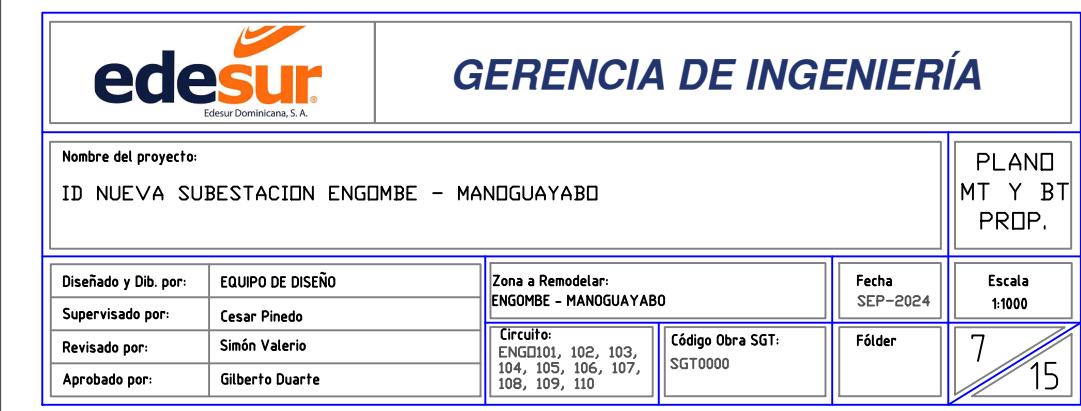 edesur
Edesur Dominicana, S. A.
GERENCIA DE INGENIERÍA
Nombre del proyecto:
ID NUEVA SUBESTACION ENGOMBE - MANOGUAYABO
PLANO
MT Y BT
PROP.
Diseñado y Dib. por: EQUIPO DE DISEÑO
Supervisado por: Cesar Pinedo
Revisado por: Simón Valerio
Aprobado por: Gilberto Duarte
Zona a Remodelar:
ENGOMBE - MANOGUAYABO
Fecha
SEP-2024
Escala
1:1000
Circuito:
ENGO101, 102, 103,
104, 105, 106, 107,
108, 109, 110
Código Obra SGT:
SGT0000
Fólder
7
15